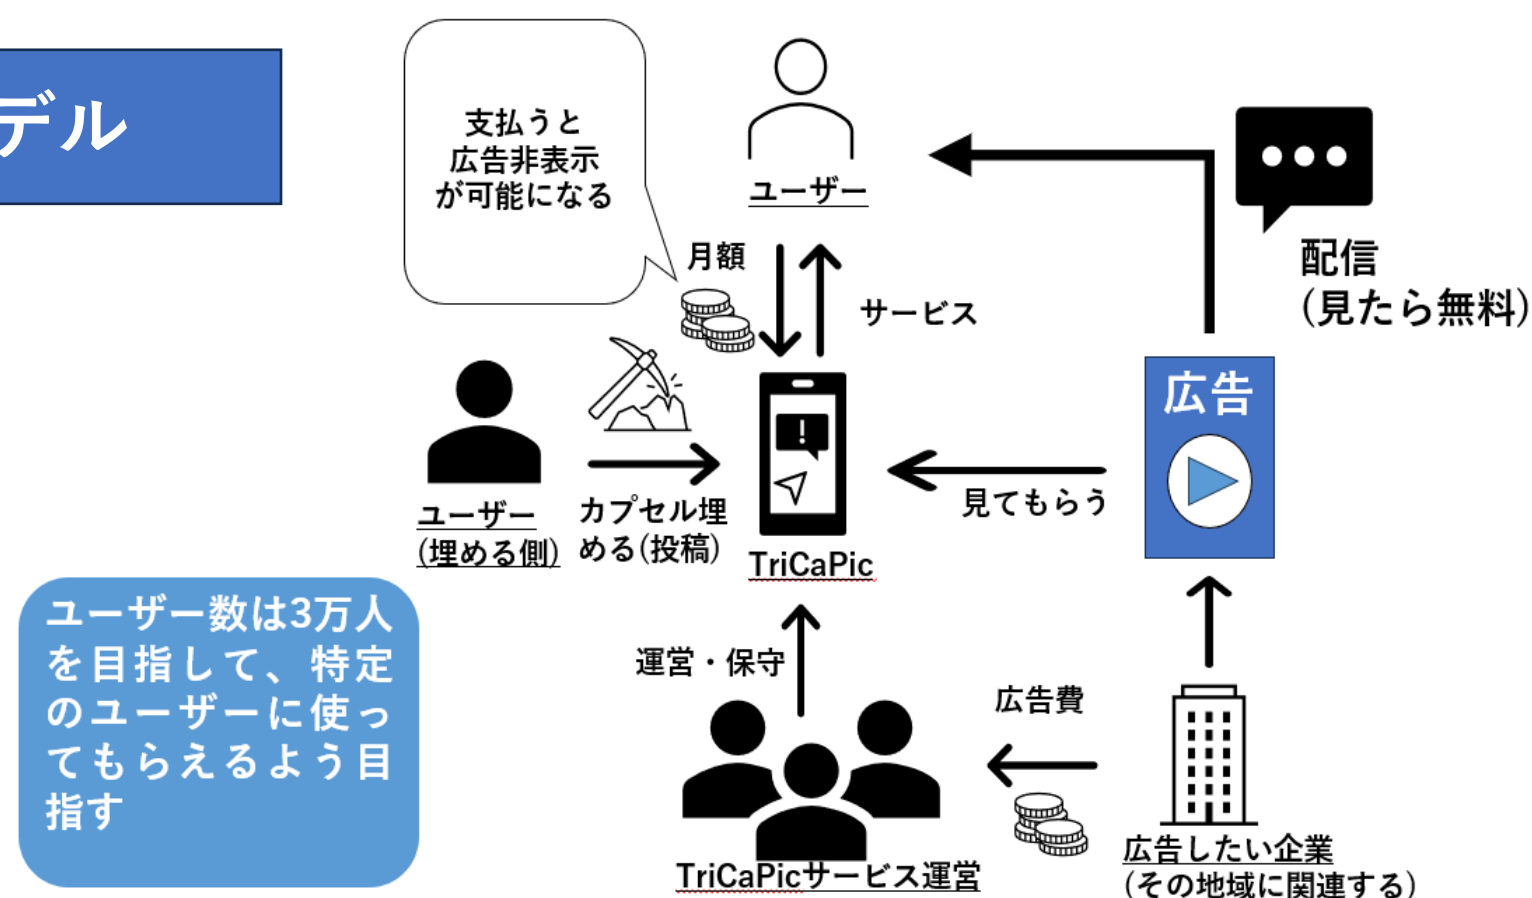 デル
支払うと
広告非表示
が可能になる
ユーザー
月額
サービス
配信
(見たら無料)
広告
ユーザー
(埋める側)
カプセル埋
める(投稿)
TriCaPic
見てもらう
ユーザー数は3万人
を目指して、特定
のユーザーに使っ
てもらえるよう目
指す
運営・保守
広告費
TriCaPicサービス運営
広告したい企業
(その地域に関連する)